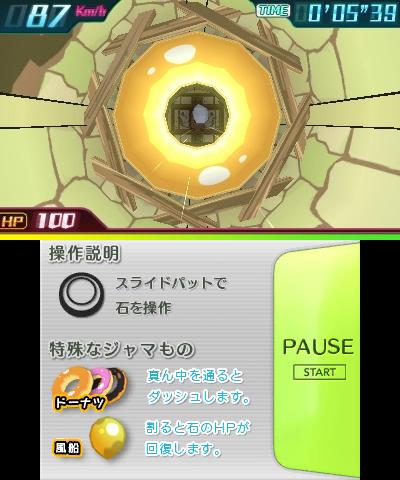 087 Km/h
TIME 0'05"39
HP 100
操作説明
スライドパットで
石を操作
特殊なジャマもの
ドーナツ
真ん中を通ると
ダッシュします。
風船
割ると石のHPが
回復します。
PAUSE
START